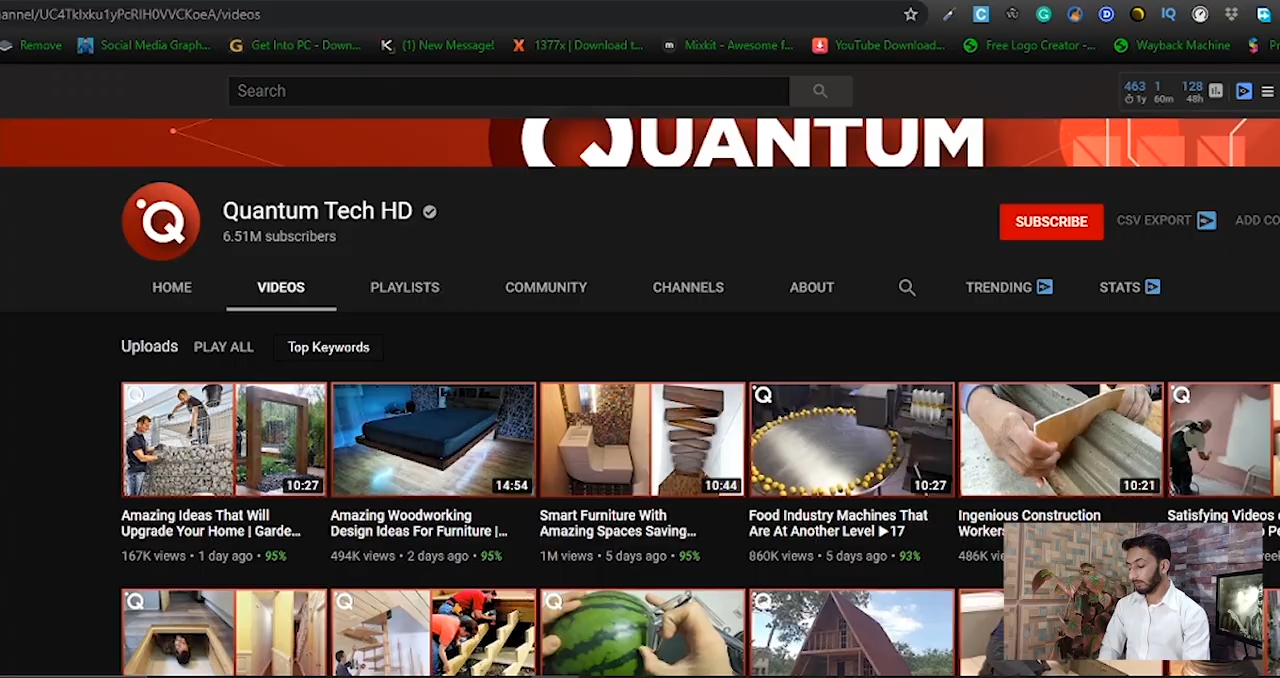 annel/UC4TkIxku1yPcRIH0VVCKoeA/videos
Remove
Social Media Graph...
Get Into PC - Down...
(1) New Message!
1377x | Download t...
Mixkit - Awesome f...
YouTube Download...
Free Logo Creator -...
Wayback Machine
Search
463 1 128
1y 60m 48h
QUANTUM
Quantum Tech HD
6.51M subscribers
SUBSCRIBE
CSV EXPORT
ADD CO
HOME
VIDEOS
PLAYLISTS
COMMUNITY
CHANNELS
ABOUT
TRENDING
STATS
Uploads
PLAY ALL
Top Keywords
10:27
14:54
10:44
10:27
10:21
Amazing Ideas That Will
Upgrade Your Home | Garde...
167K views • 1 day ago • 95%
Amazing Woodworking
Design Ideas For Furniture |...
494K views • 2 days ago • 95%
Smart Furniture With
Amazing Spaces Saving...
1M views • 5 days ago • 95%
Food Industry Machines That
Are At Another Level ▶17
860K views • 5 days ago • 93%
Ingenious Construction
Workers
486K vie
Satisfying Videos